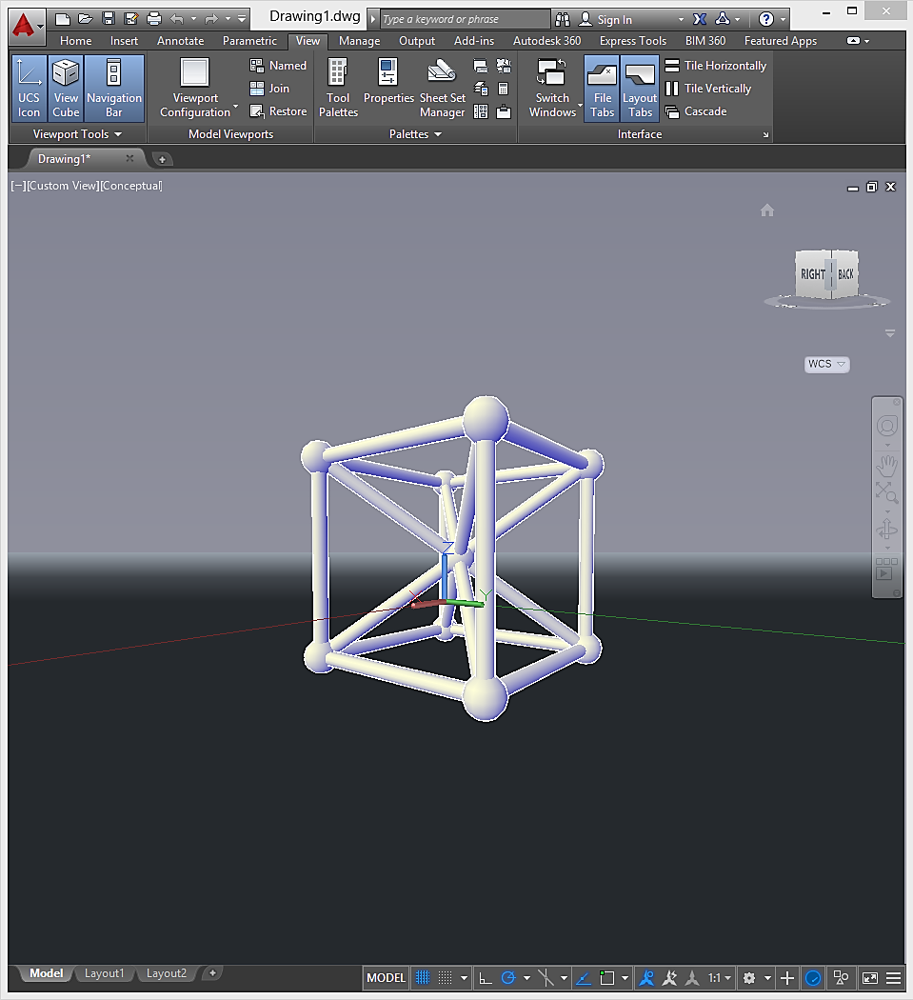 Drawing1.dwg
Type a keyword or phrase
Sign In
Home Insert Annotate Parametric View Manage Output Add-ins Autodesk 360 Express Tools BIM 360 Featured Apps
UCS Icon
View Cube
Navigation Bar
Viewport Configuration
Named
Join
Restore
Tool Palettes
Properties
Sheet Set Manager
Switch Windows
File Tabs
Layout Tabs
Tile Horizontally
Tile Vertically
Cascade
Viewport Tools
Model Viewports
Palettes
Interface
Drawing1*
[−][Custom View][Conceptual]
RIGHT BACK
WCS
Z
X
Y
Model Layout1 Layout2
MODEL
1:1